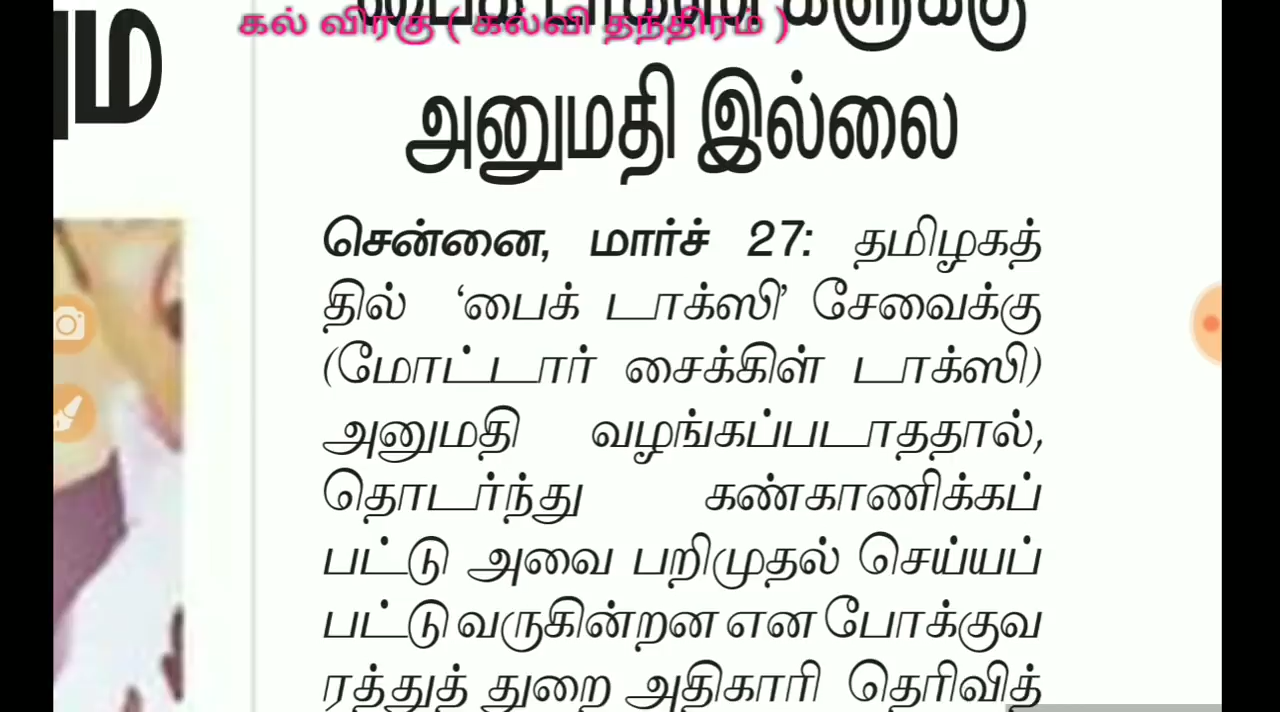 கல் விரகு ( கல்வி தந்திரம் )
அனுமதி இல்லை
சென்னை, மார்ச் 27: தமிழகத்
தில் ‘பைக் டாக்ஸி’ சேவைக்கு
(மோட்டார் சைக்கிள் டாக்ஸி)
அனுமதி வழங்கப்படாததால்,
தொடர்ந்து கண்காணிக்கப்
பட்டு அவை பறிமுதல் செய்யப்
பட்டு வருகின்றன என போக்குவ
ரத்துத் துறை அதிகாரி தெரிவித்